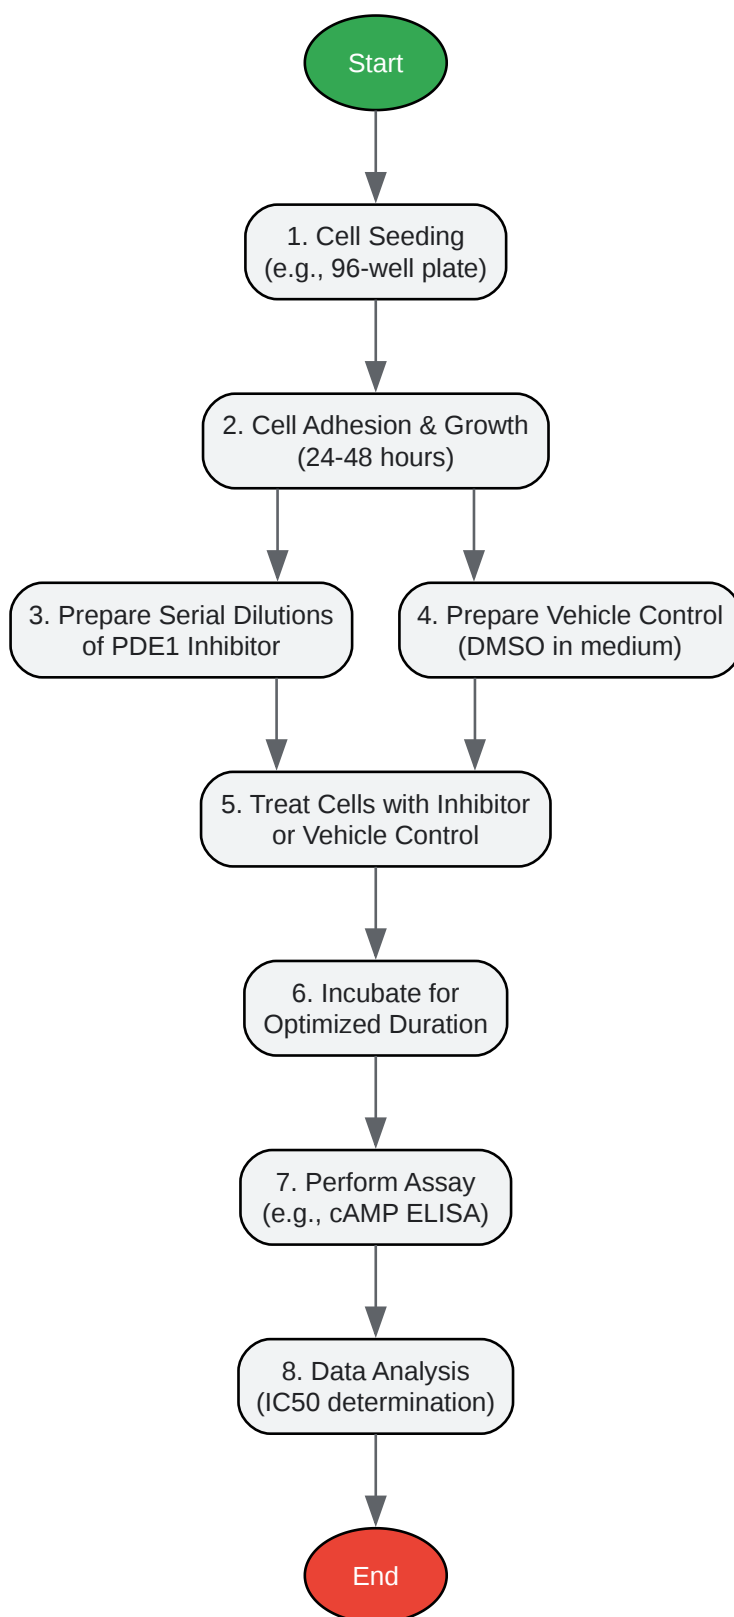 Start
1. Cell Seeding
(e.g., 96-well plate)
2. Cell Adhesion & Growth
(24-48 hours)
3. Prepare Serial Dilutions
of PDE1 Inhibitor
4. Prepare Vehicle Control
(DMSO in medium)
5. Treat Cells with Inhibitor
or Vehicle Control
6. Incubate for
Optimized Duration
7. Perform Assay
(e.g., cAMP ELISA)
8. Data Analysis
(IC50 determination)
End